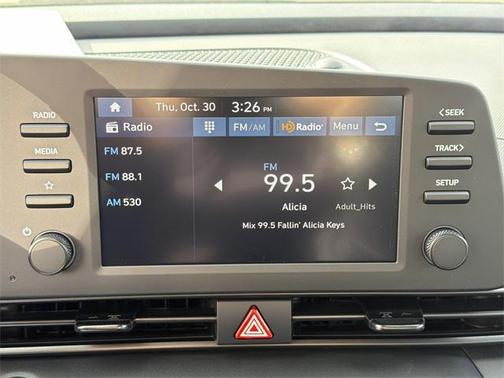 Thu, Oct. 30 3:26 PM
RADIO
Radio FM/AM HD Radio Menu
<SEEK
MEDIA
FM 87.5
FM 88.1
AM 530
FM
99.5
Alicia Adult_Hits
Mix 99.5 Fallin' Alicia Keys
TRACK>
SETUP